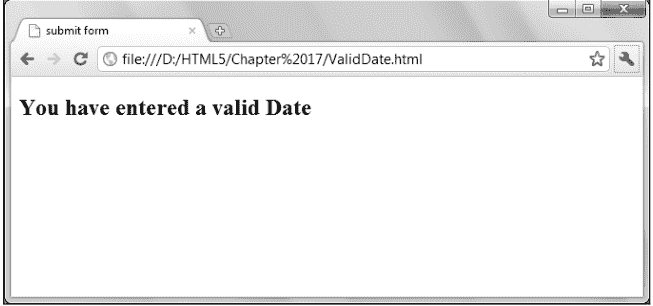 submit form
file:///D:/HTML5/Chapter%2017/ValidDate.html
You have entered a valid Date